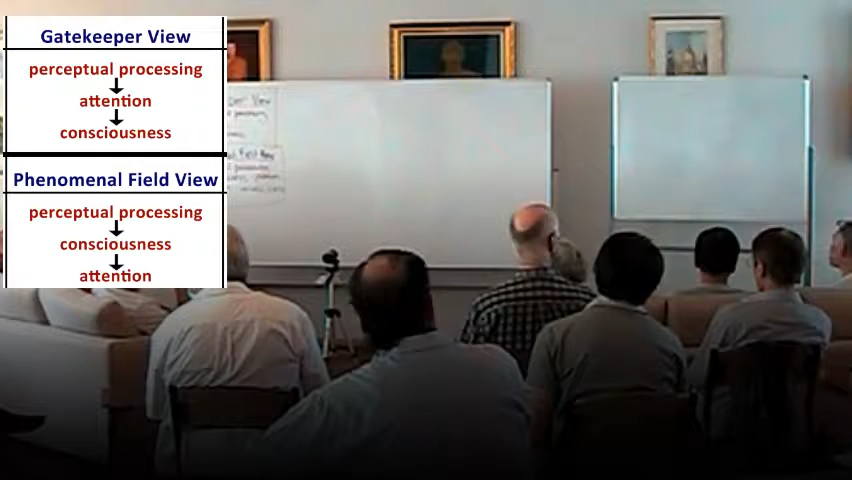 Gatekeeper View
perceptual processing
attention
consciousness
Phenomenal Field View
perceptual processing
consciousness
attention